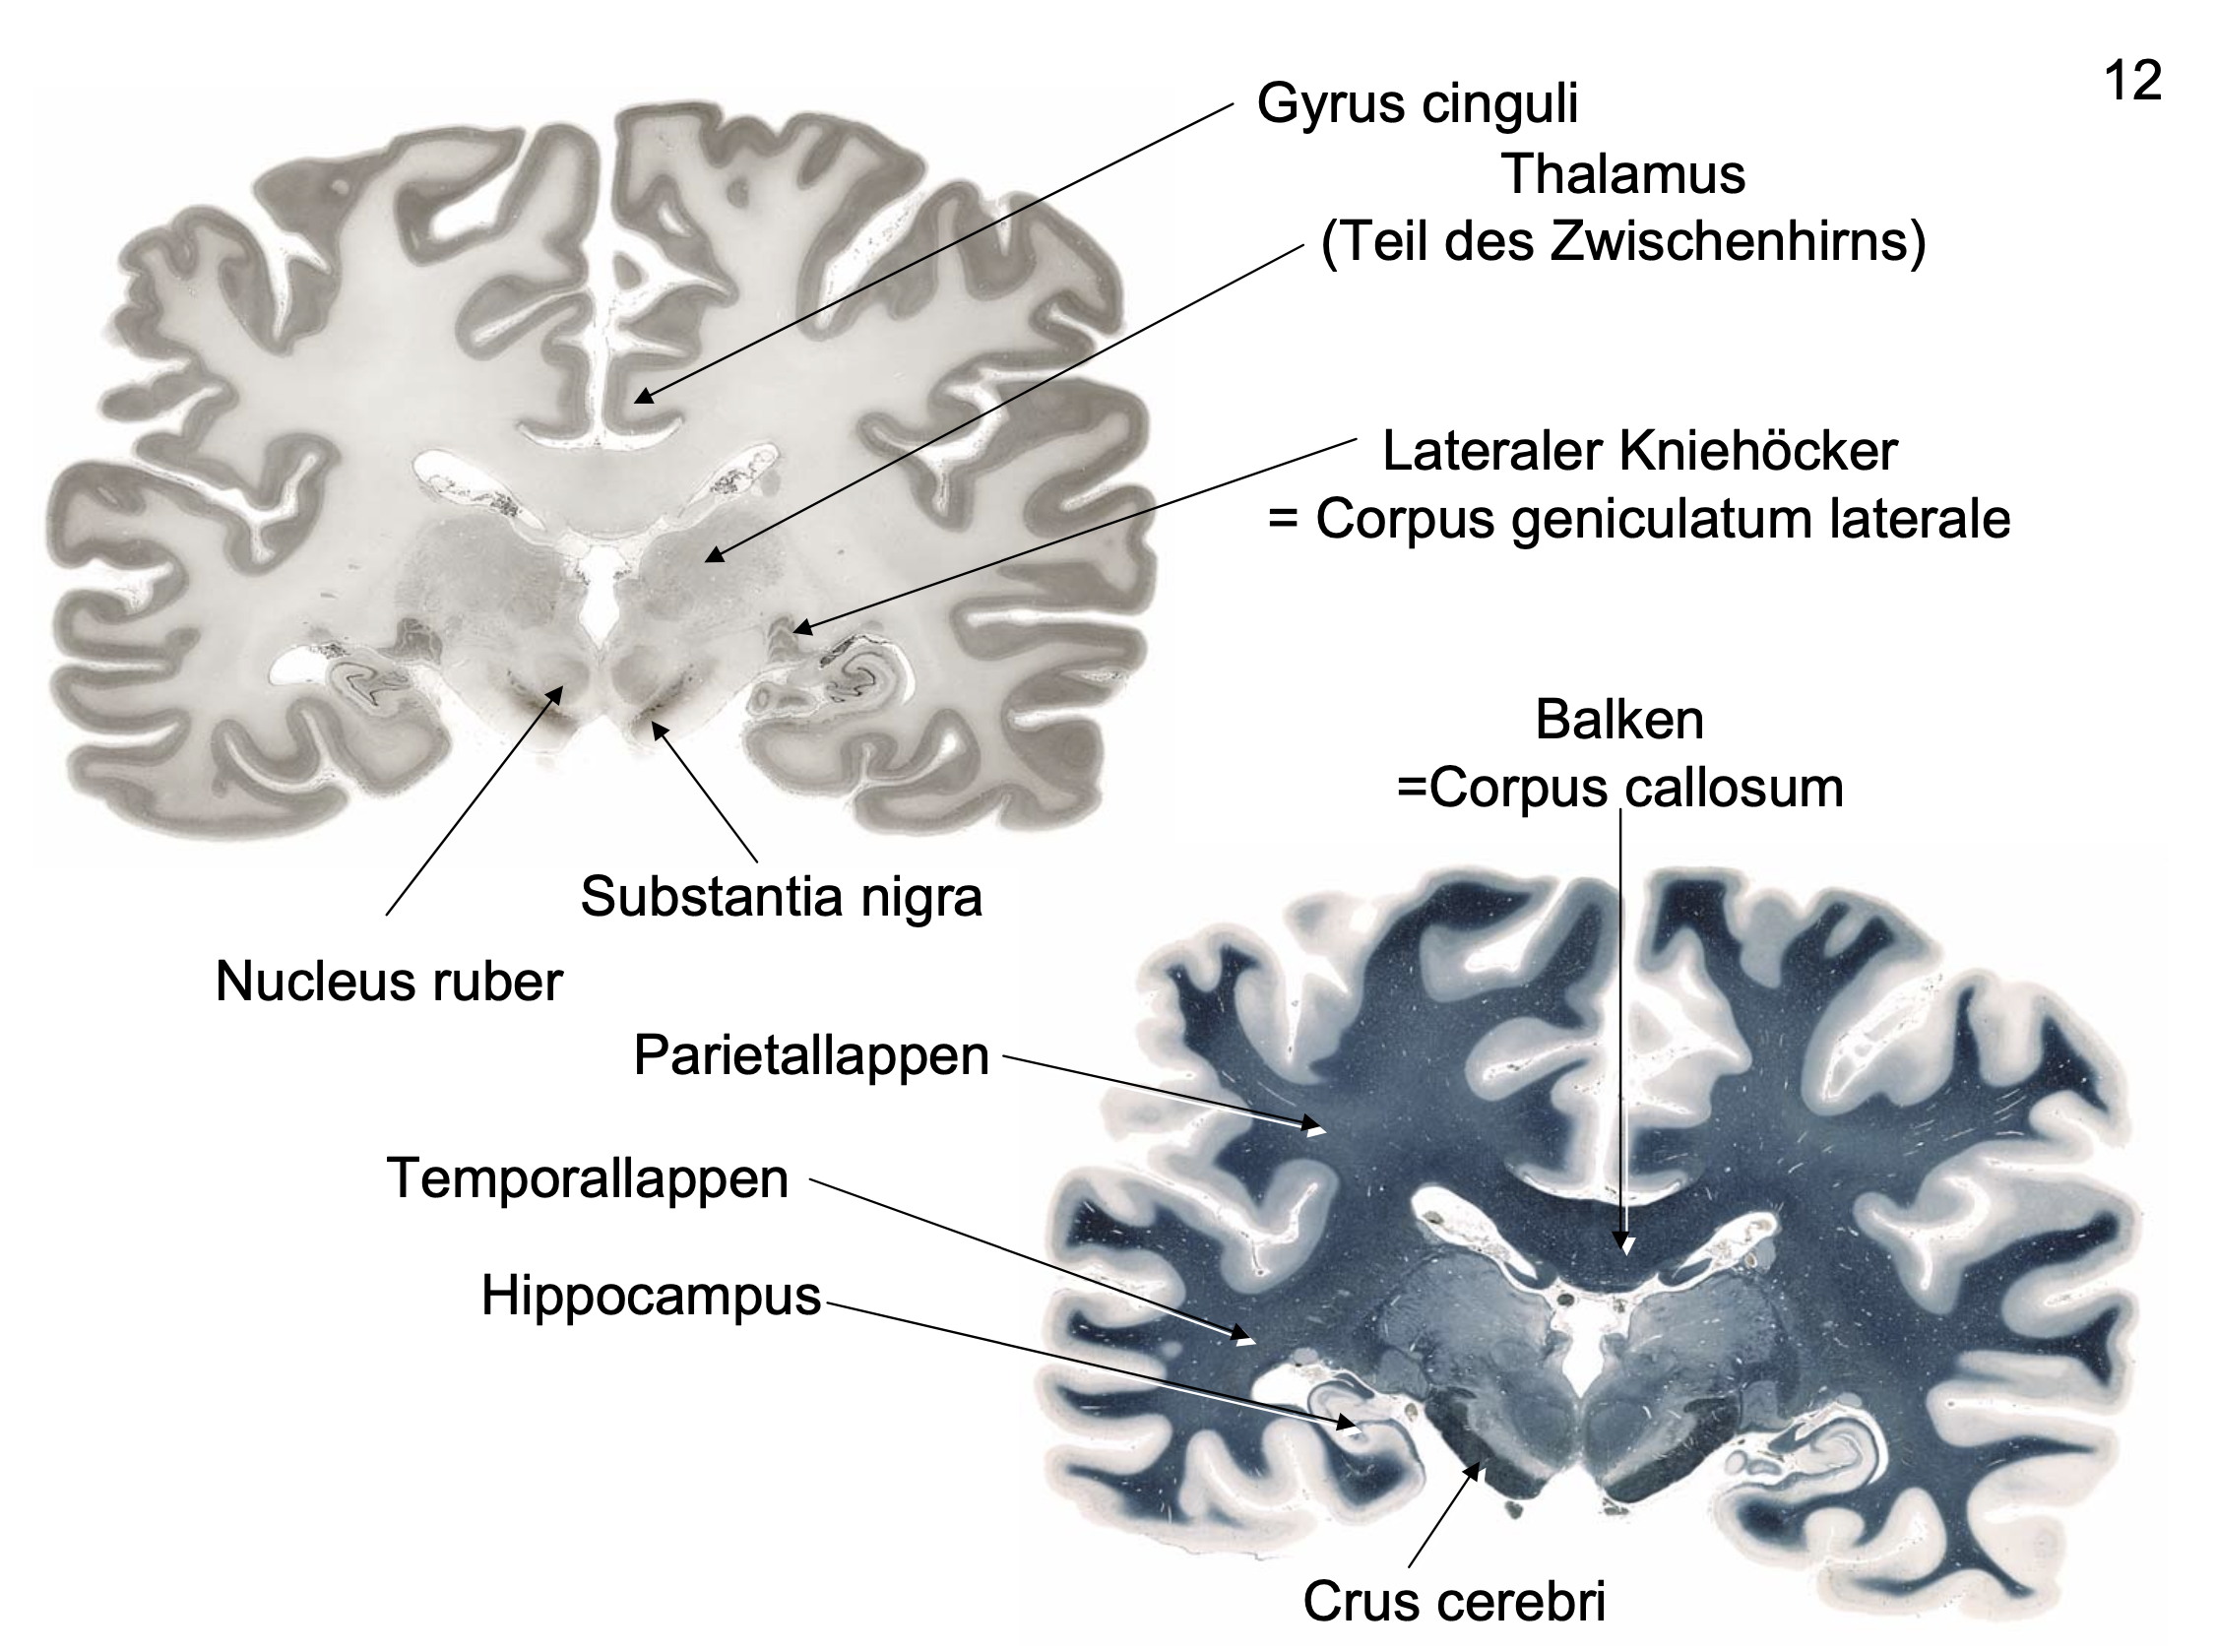 12
Gyrus cinguli
Thalamus
(Teil des Zwischenhirns)
Lateraler Kniehöcker
= Corpus geniculatum laterale
Balken
=Corpus callosum
Substantia nigra
Nucleus ruber
Parietallappen
Temporallappen
Hippocampus
Crus cerebri